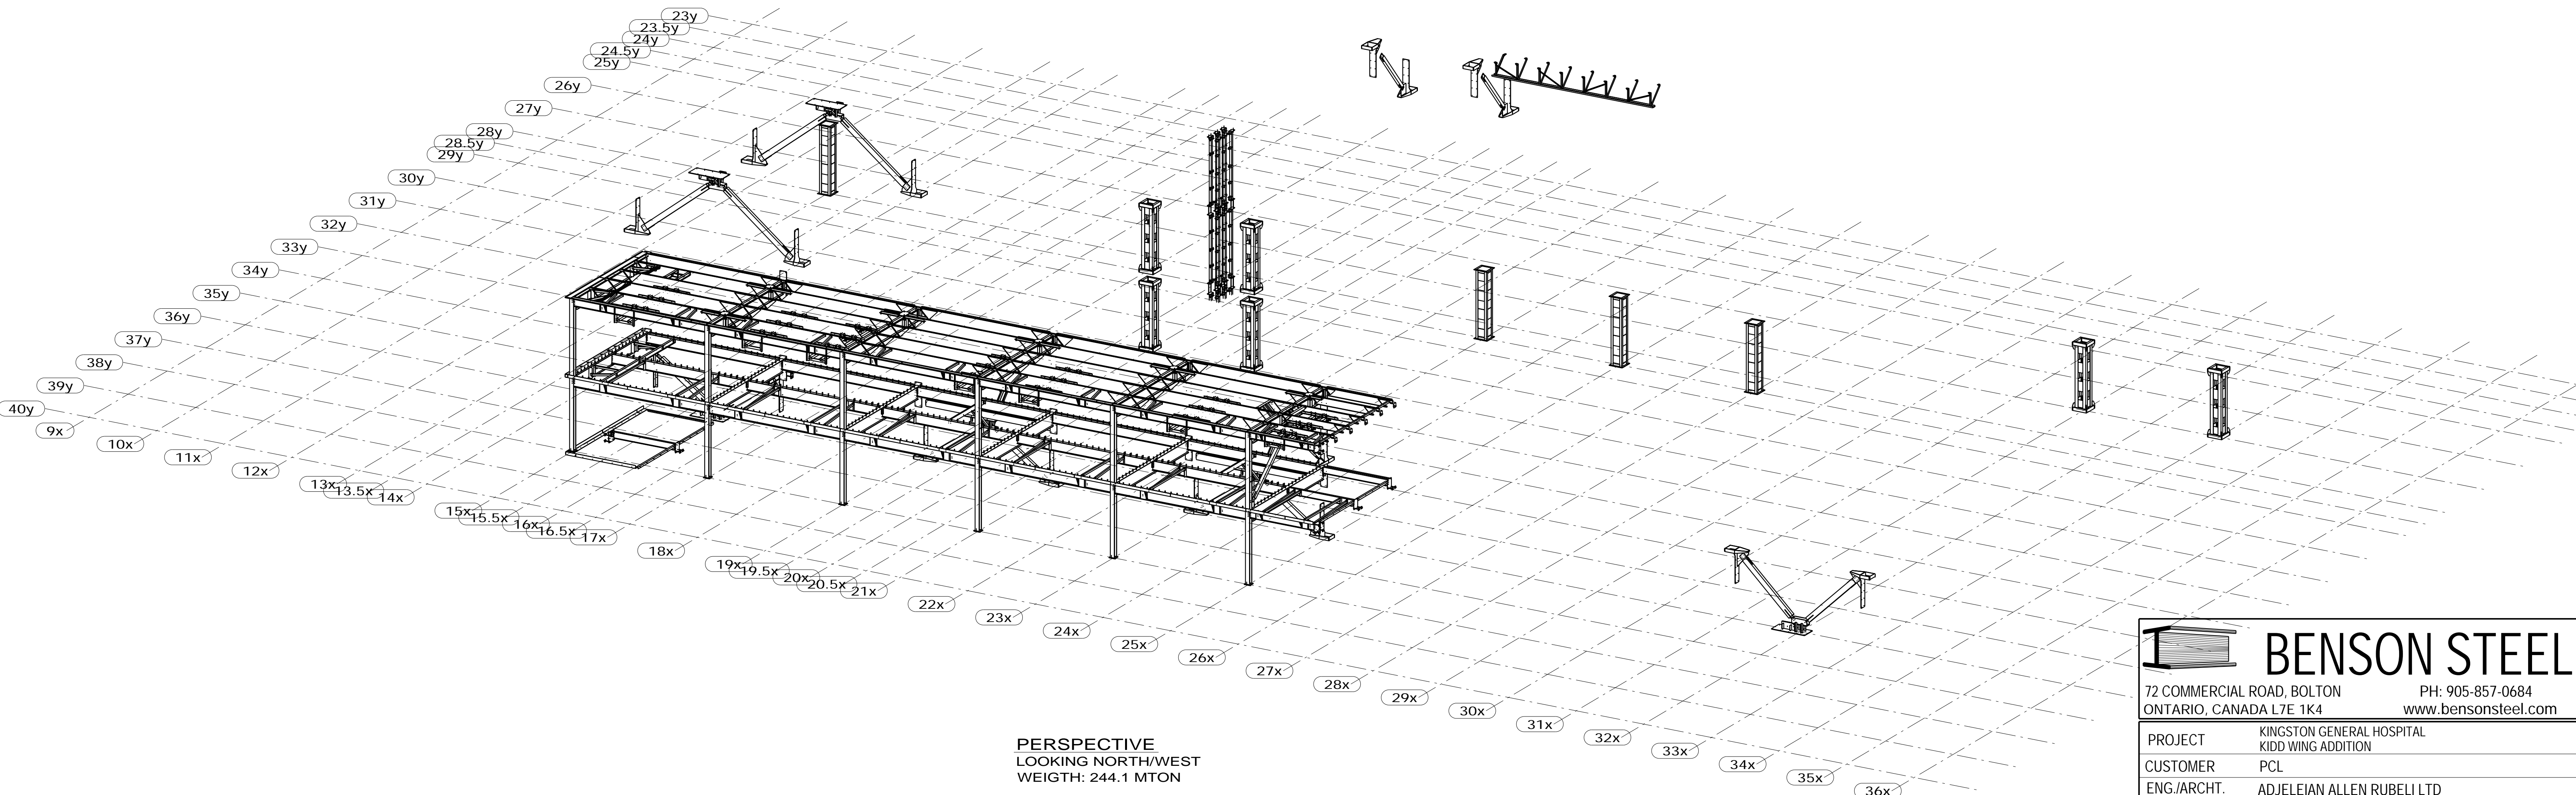 23y
23.5y
24y
24.5y
25y
26y
27y
28y
28.5y
29y
30y
31y
32y
33y
34y
35y
36y
37y
38y
39y
40y
9x
10x
11x
12x
13x
13.5x
14x
15x
15.5x
16x
16.5x
17x
18x
19x
19.5x
20x
20.5x
21x
22x
23x
24x
25x
26x
27x
28x
29x
30x
31x
32x
33x
34x
35x
36x
PERSPECTIVE
LOOKING NORTH/WEST
WEIGTH: 244.1 MTON
BENSON STEEL
72 COMMERCIAL ROAD, BOLTON PH: 905-857-0684
ONTARIO, CANADA L7E 1K4 www.bensonsteel.com
PROJECT KINGSTON GENERAL HOSPITAL
KIDD WING ADDITION
CUSTOMER PCL
ENG./ARCHT. ADJELEIAN ALLEN RUBELI LTD